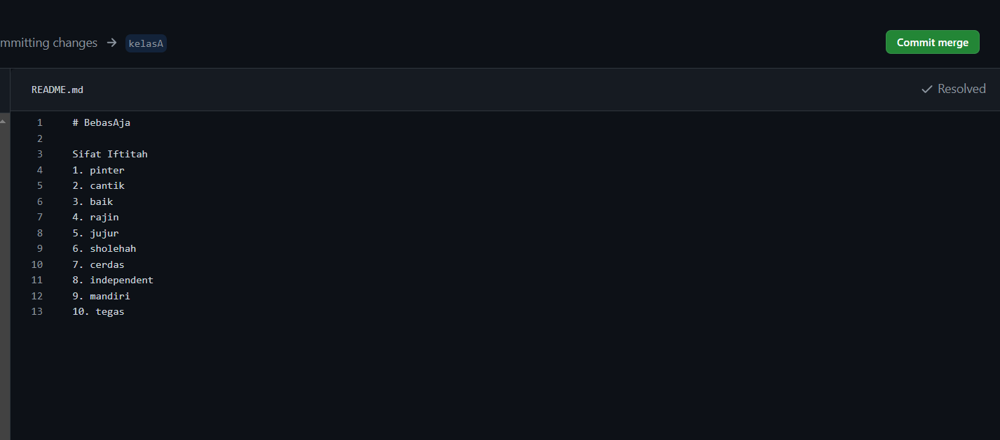 mmitting changes → kelasA
Commit merge
README.md
✓ Resolved
1 # BebasAja
2
3 Sifat Iftitah
4 1. pinter
5 2. cantik
6 3. baik
7 4. rajin
8 5. jujur
9 6. sholehah
10 7. cerdas
11 8. independent
12 9. mandiri
13 10. tegas